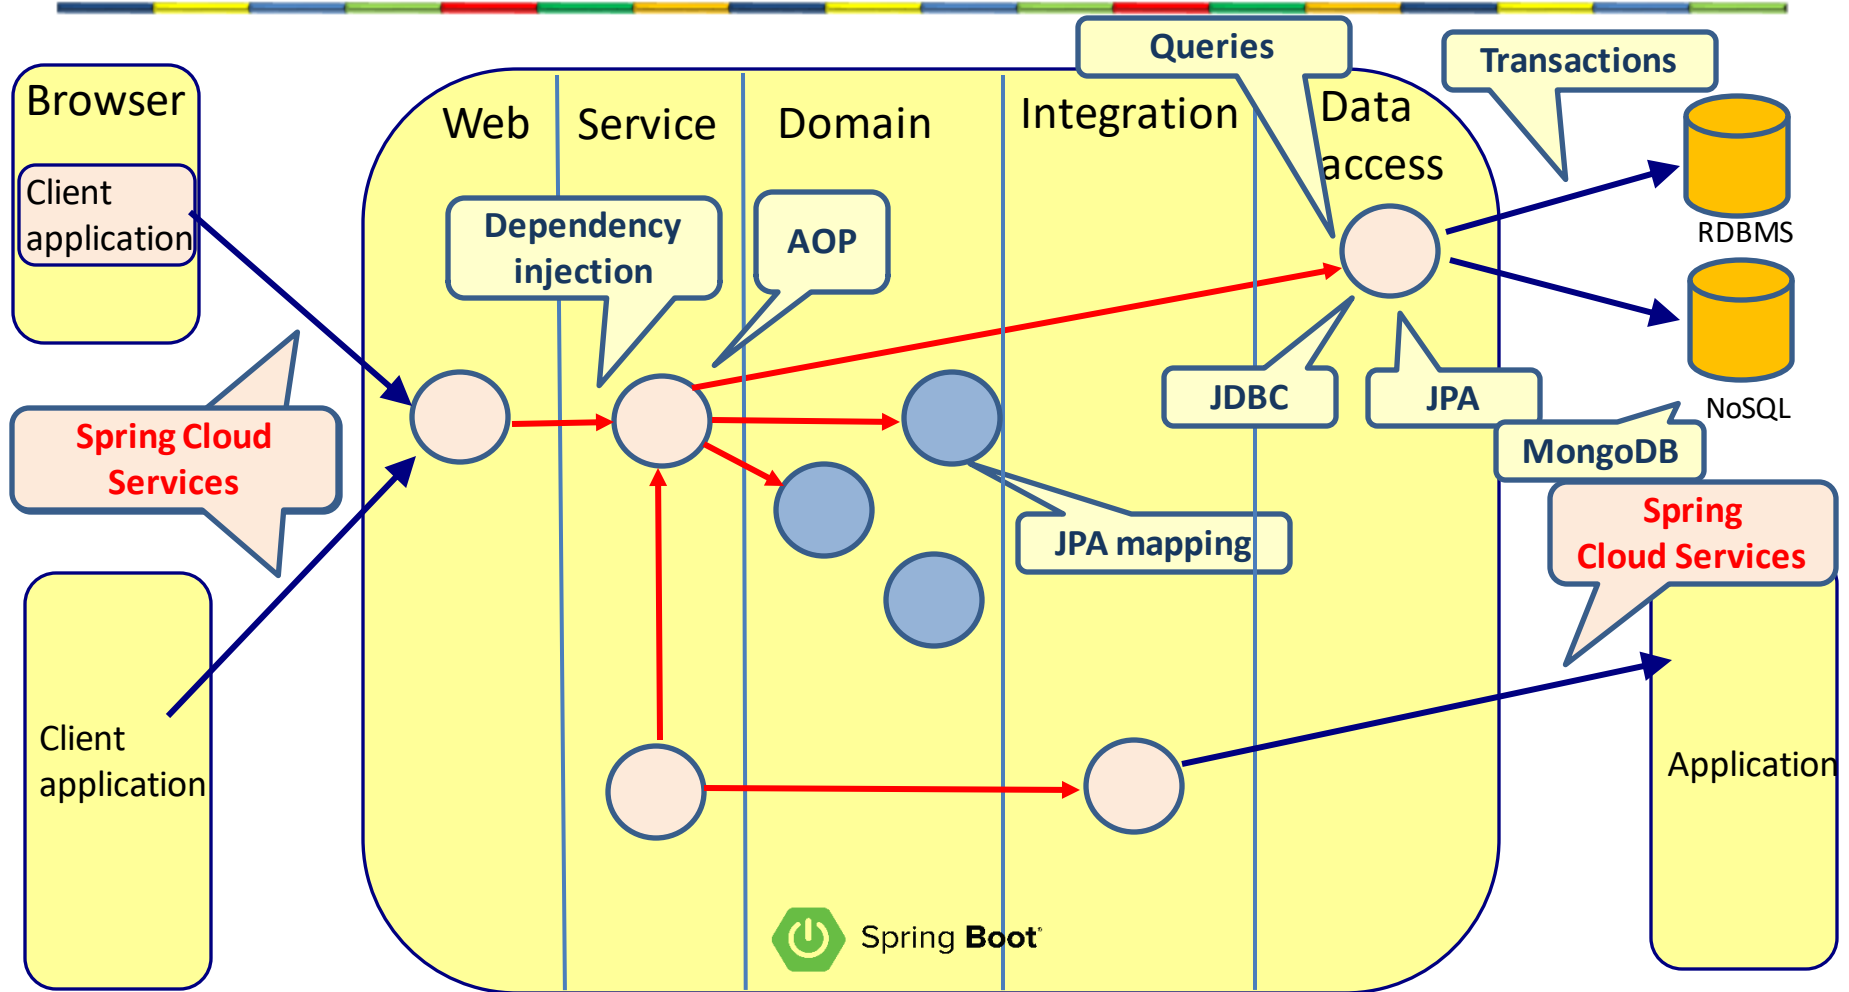 Browser
Client
application
Web
Service
Domain
Integration
Data
access
Queries
Transactions
Dependency
injection
AOP
RDBMS
NoSQL
JDBC
JPA
MongoDB
JPA mapping
Spring Cloud
Services
Spring
Cloud Services
Client
application
Application
Spring Boot